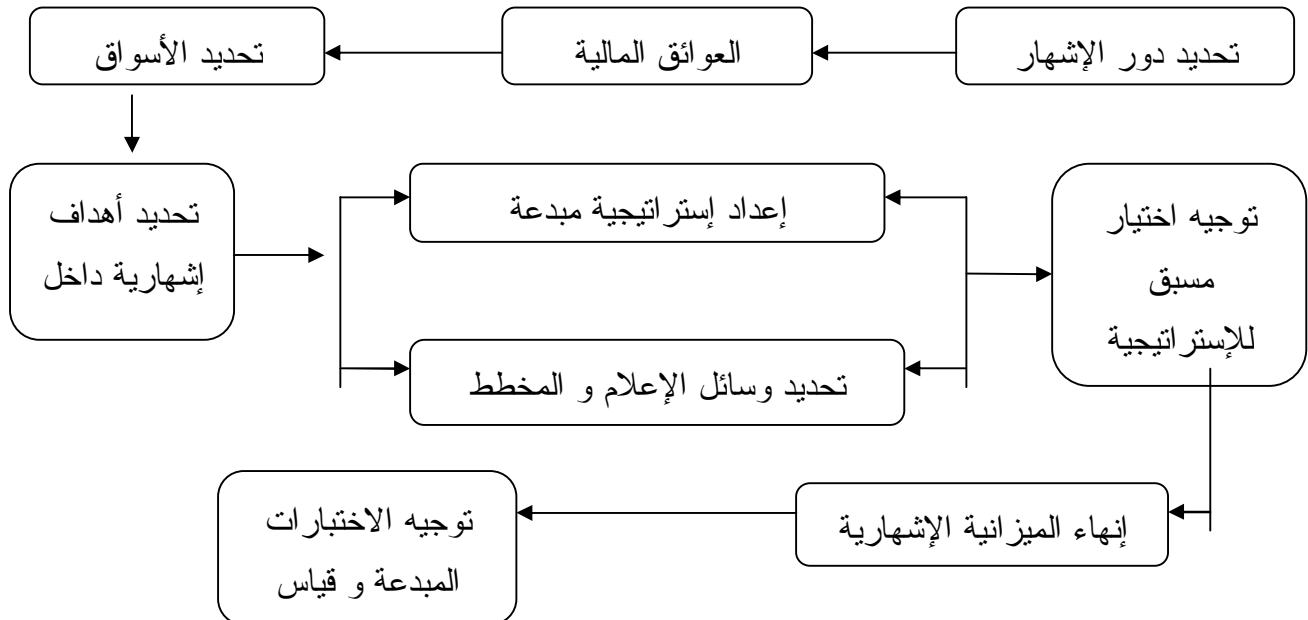 تحديد دور الإشهار
العوائق المالية
تحديد الأسواق
تحديد أهداف
إشهارية داخل
إعداد إستراتيجية مبدعة
تحديد وسائل الإعلام و المخطط
توجيه اختيار
مسبق
للإستراتيجية
إنهاء الميزانية الإشهارية
توجيه الاختبارات
المبدعة و قياس